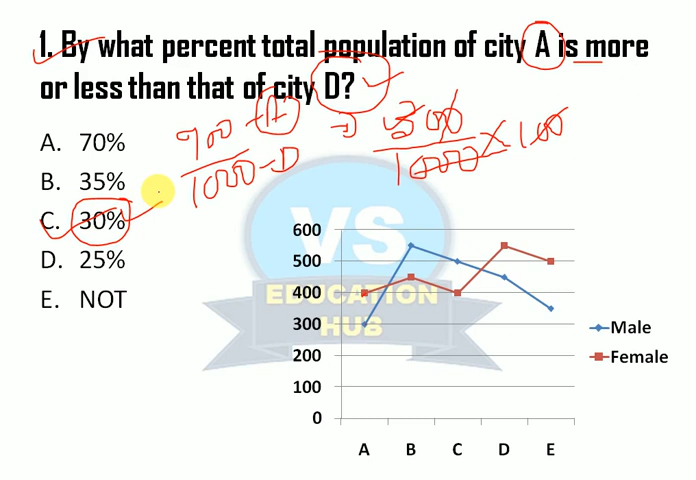 1. By what percent total population of city A is more
or less than that of city D?
A. 70%
B. 35%
C. 30%
D. 25%
E. NOT
700 - A
1000 - D
300
1000 × 100
VS
EDUCATION
HUB
600
500
400
300
200
100
0
A B C D E
Male
Female